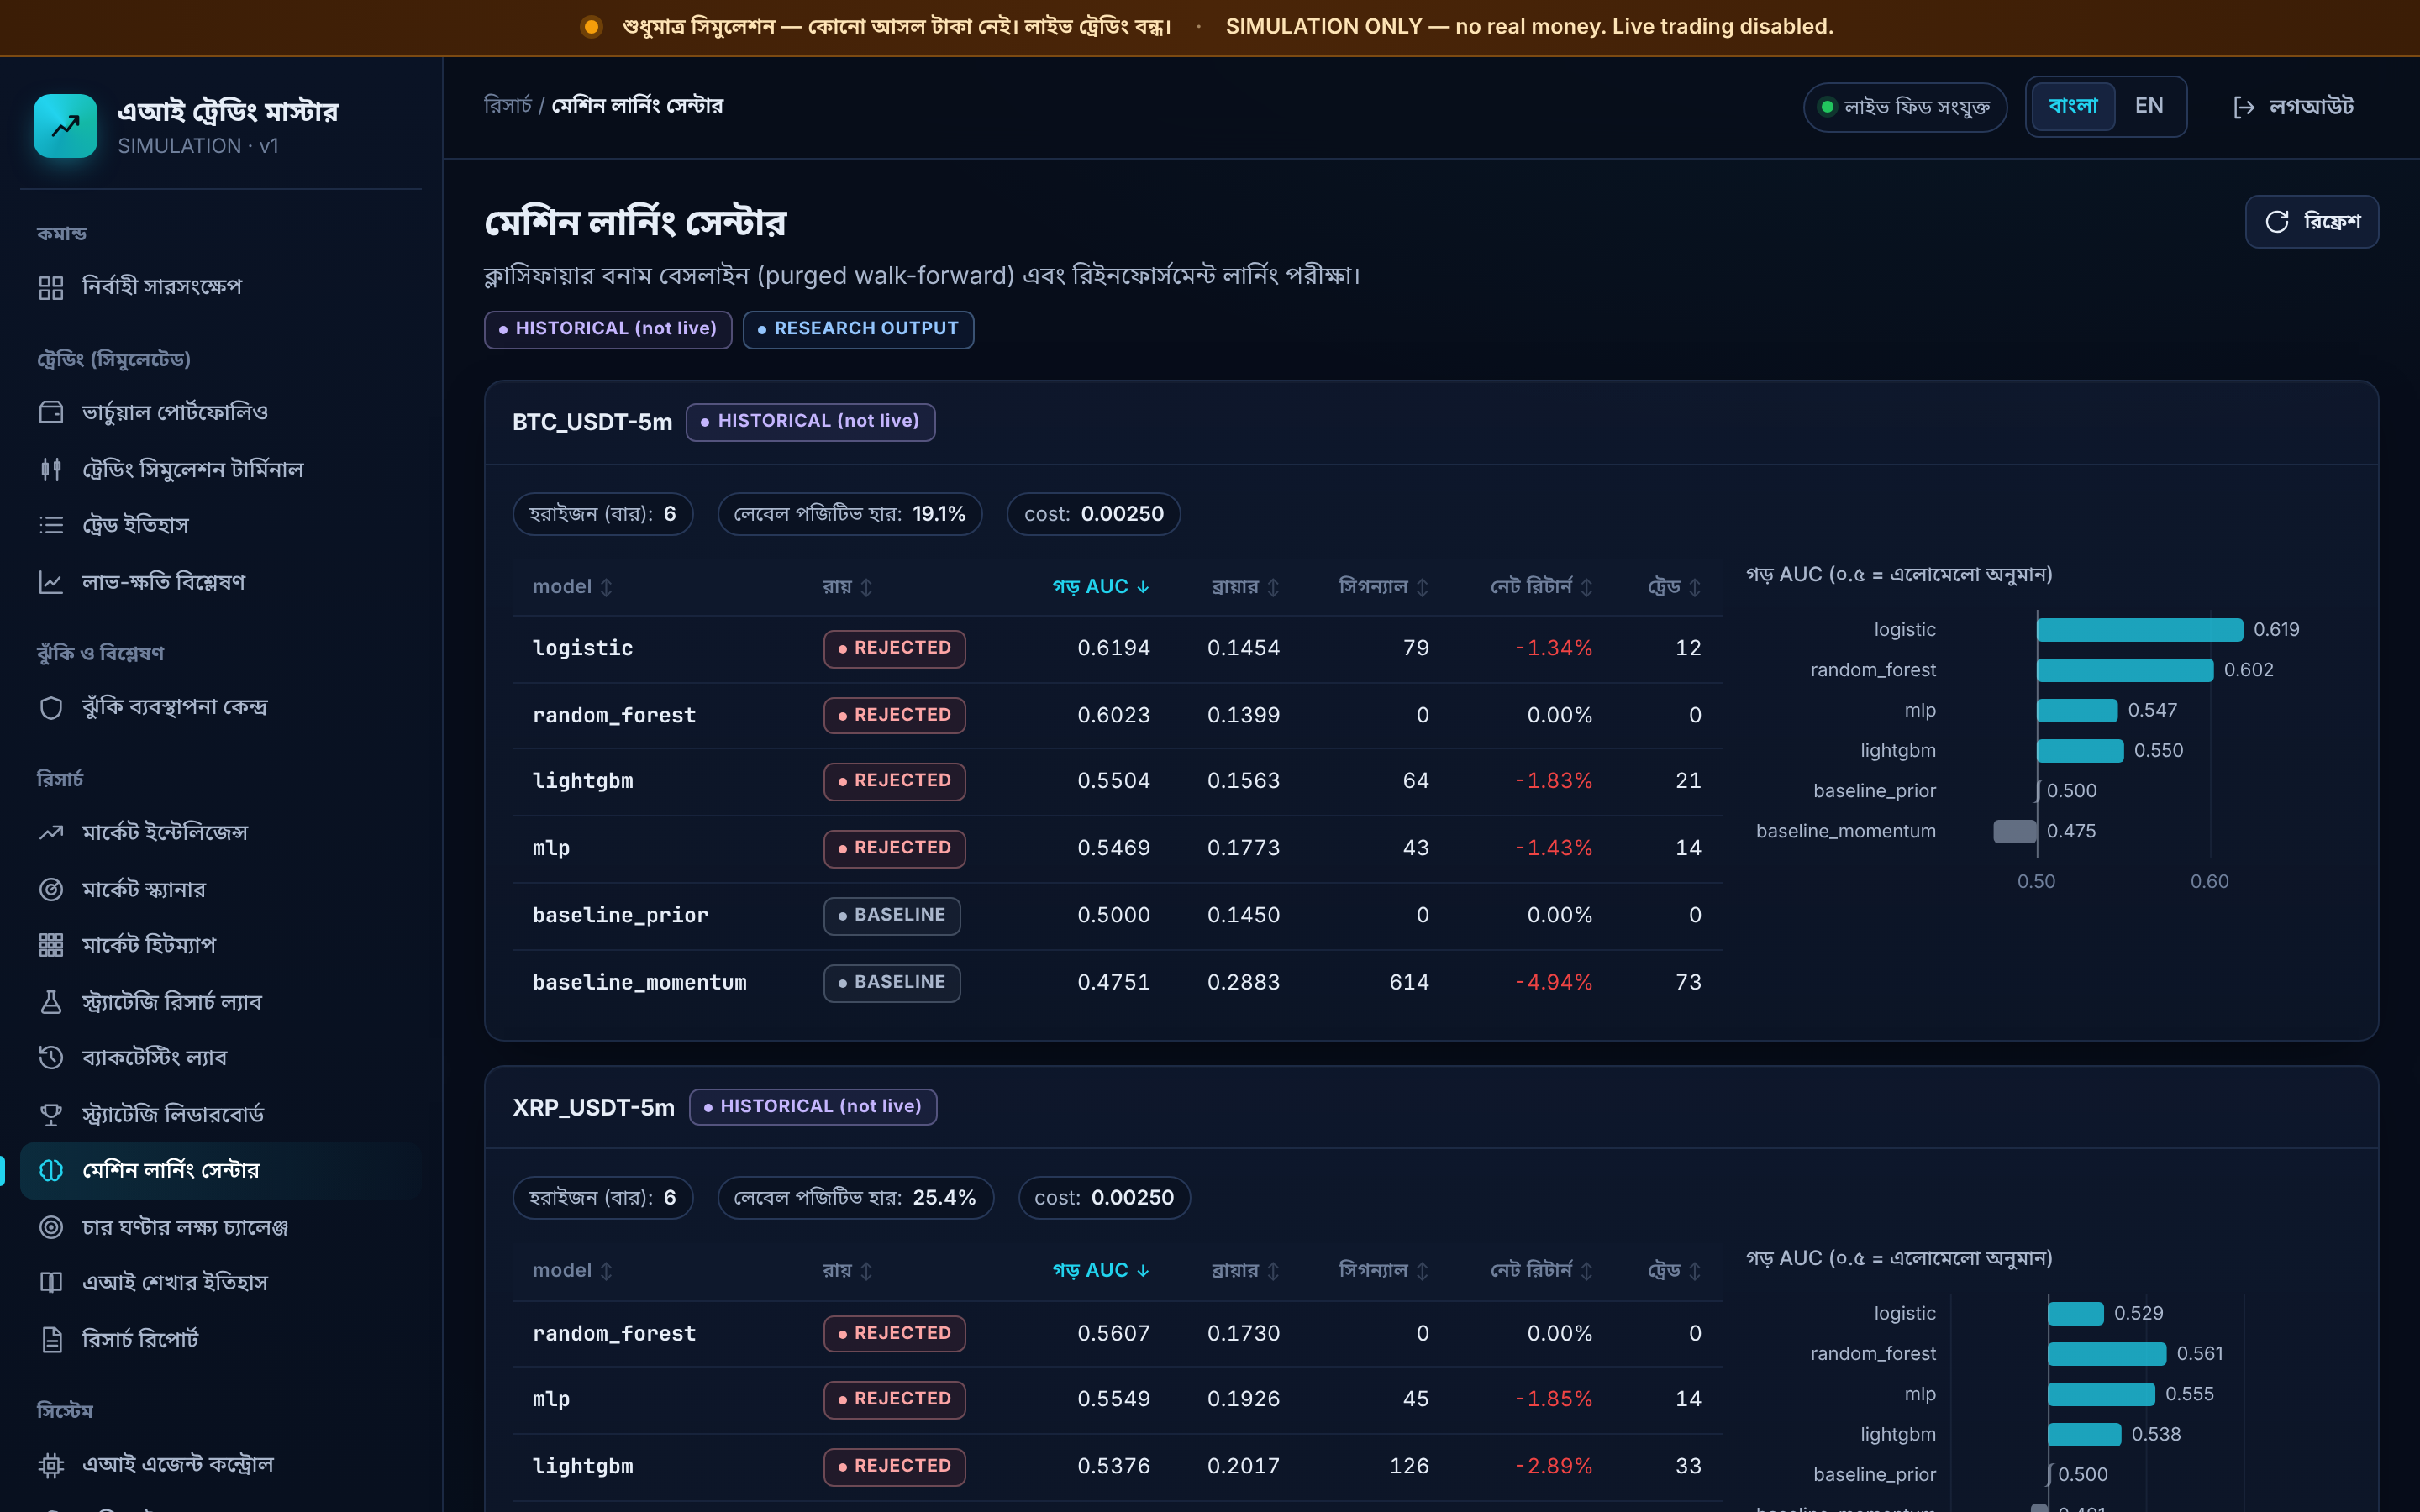 শুধুমাত্র সিমুলেশন — কোনো আসল টাকা নেই। লাইভ ট্রেডিং বন্ধ। · SIMULATION ONLY — no real money. Live trading disabled.
এআই ট্রেডিং মাস্টার
SIMULATION · v1
কমান্ড
নির্বাহী সারসংক্ষেপ
ট্রেডিং (সিমুলেটেড)
ভার্চুয়াল পোর্টফোলিও
ট্রেডিং সিমুলেশন টার্মিনাল
ট্রেড ইতিহাস
লাভ-ক্ষতি বিশ্লেষণ
ঝুঁকি ও বিশ্লেষণ
ঝুঁকি ব্যবস্থাপনা কেন্দ্র
রিসার্চ
মার্কেট ইন্টেলিজেন্স
মার্কেট স্ক্যানার
মার্কেট হিটম্যাপ
স্ট্র্যাটেজি রিসার্চ ল্যাব
ব্যাকটেস্টিং ল্যাব
স্ট্র্যাটেজি লিডারবোর্ড
মেশিন লার্নিং সেন্টার
চার ঘণ্টার লক্ষ্য চ্যালেঞ্জ
এআই শেখার ইতিহাস
রিসার্চ রিপোর্ট
সিস্টেম
এআই এজেন্ট কন্ট্রোল
রিসার্চ / মেশিন লার্নিং সেন্টার
লাইভ ফিড সংযুক্ত
বাংলা EN
লগআউট
মেশিন লার্নিং সেন্টার
রিফ্রেশ
ক্লাসিফায়ার বনাম বেসলাইন (purged walk-forward) এবং রিইনফোর্সমেন্ট লার্নিং পরীক্ষা।
HISTORICAL (not live) RESEARCH OUTPUT
BTC_USDT-5m HISTORICAL (not live)
হরাইজন (বার): 6 লেবেল পজিটিভ হার: 19.1% cost: 0.00250
model রায় গড় AUC ↓ ব্রায়ার সিগন্যাল নেট রিটার্ন ট্রেড
logistic REJECTED 0.6194 0.1454 79 -1.34% 12
random_forest REJECTED 0.6023 0.1399 0 0.00% 0
lightgbm REJECTED 0.5504 0.1563 64 -1.83% 21
mlp REJECTED 0.5469 0.1773 43 -1.43% 14
baseline_prior BASELINE 0.5000 0.1450 0 0.00% 0
baseline_momentum BASELINE 0.4751 0.2883 614 -4.94% 73
গড় AUC (০.৫ = এলোমেলো অনুমান)
logistic 0.619
random_forest 0.602
mlp 0.547
lightgbm 0.550
baseline_prior 0.500
baseline_momentum 0.475
0.50 0.60
XRP_USDT-5m HISTORICAL (not live)
হরাইজন (বার): 6 লেবেল পজিটিভ হার: 25.4% cost: 0.00250
model রায় গড় AUC ↓ ব্রায়ার সিগন্যাল নেট রিটার্ন ট্রেড
random_forest REJECTED 0.5607 0.1730 0 0.00% 0
mlp REJECTED 0.5549 0.1926 45 -1.85% 14
lightgbm REJECTED 0.5376 0.2017 126 -2.89% 33
গড় AUC (০.৫ = এলোমেলো অনুমান)
logistic 0.529
random_forest 0.561
mlp 0.555
lightgbm 0.538
baseline_prior 0.500